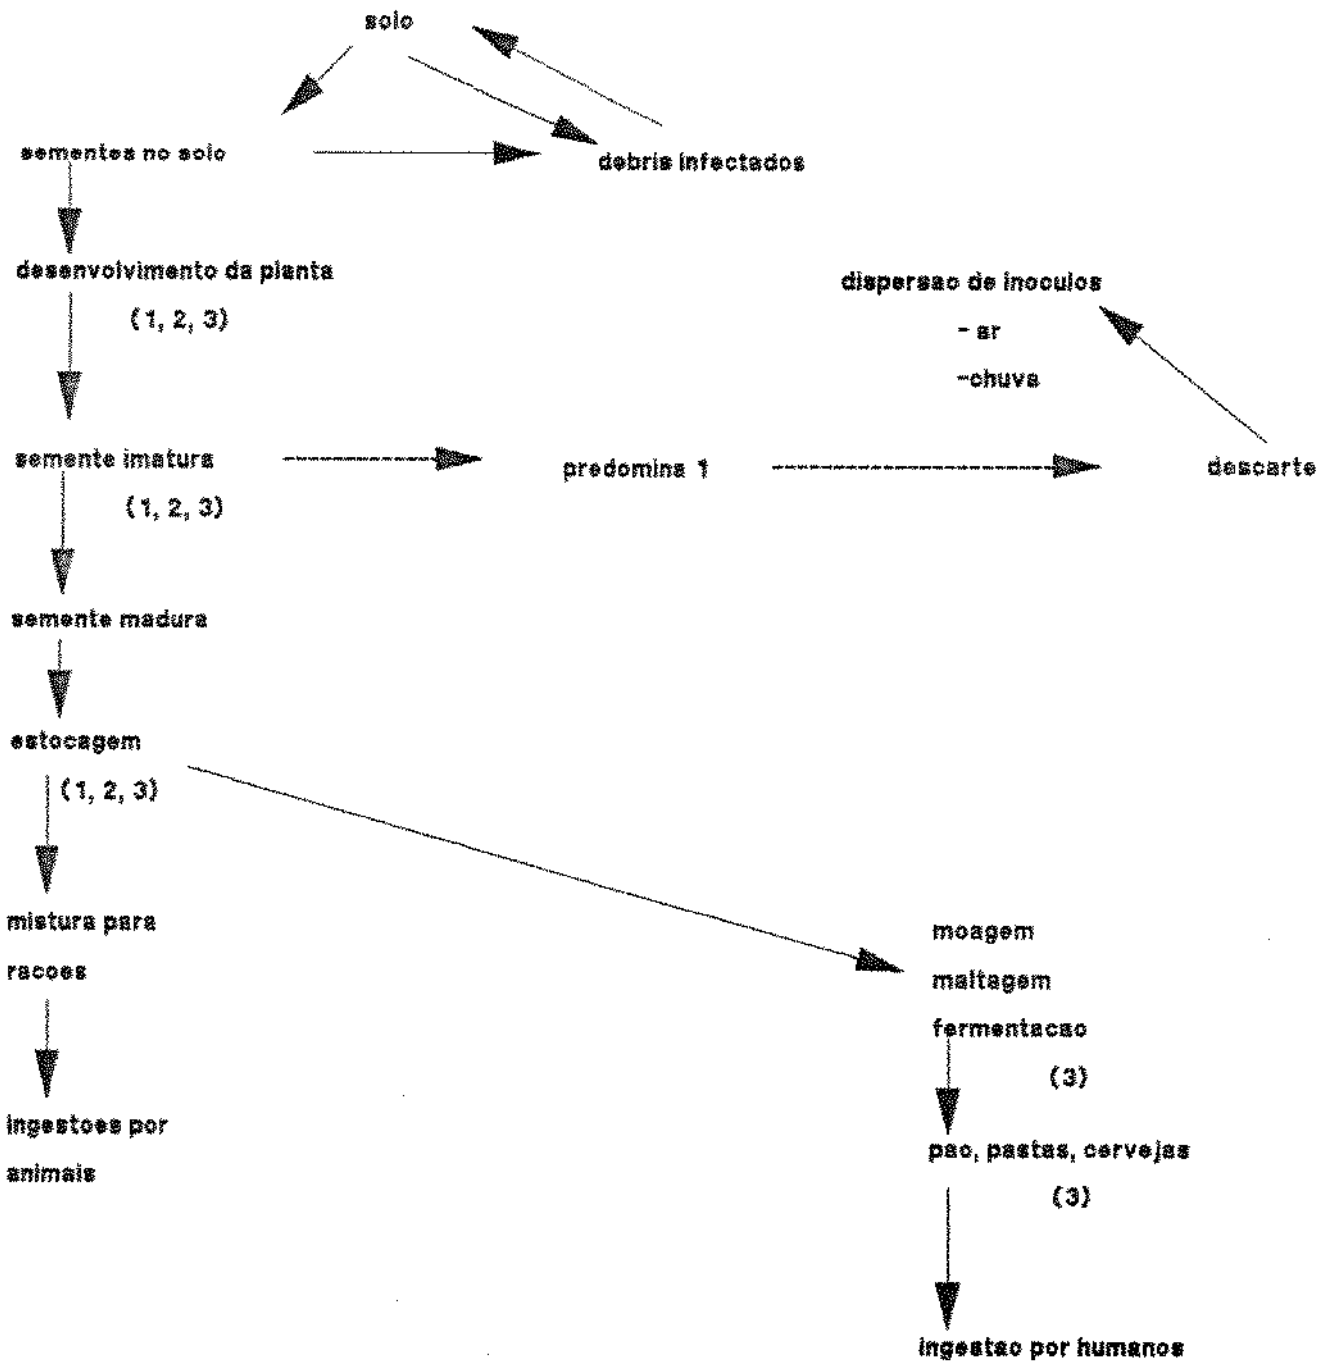 solo
sementes no solo
debris infectados
desenvolvimento da planta
(1, 2, 3)
dispersao de inoculos
- ar
-chuva
semente imatura
(1, 2, 3)
predomina 1
descarte
semente madura
estocagem
(1, 2, 3)
mistura para
racoes
ingestoes por
animais
moagem
maltagem
fermentacao
(3)
pao, pastas, cervejas
(3)
ingestao por humanos